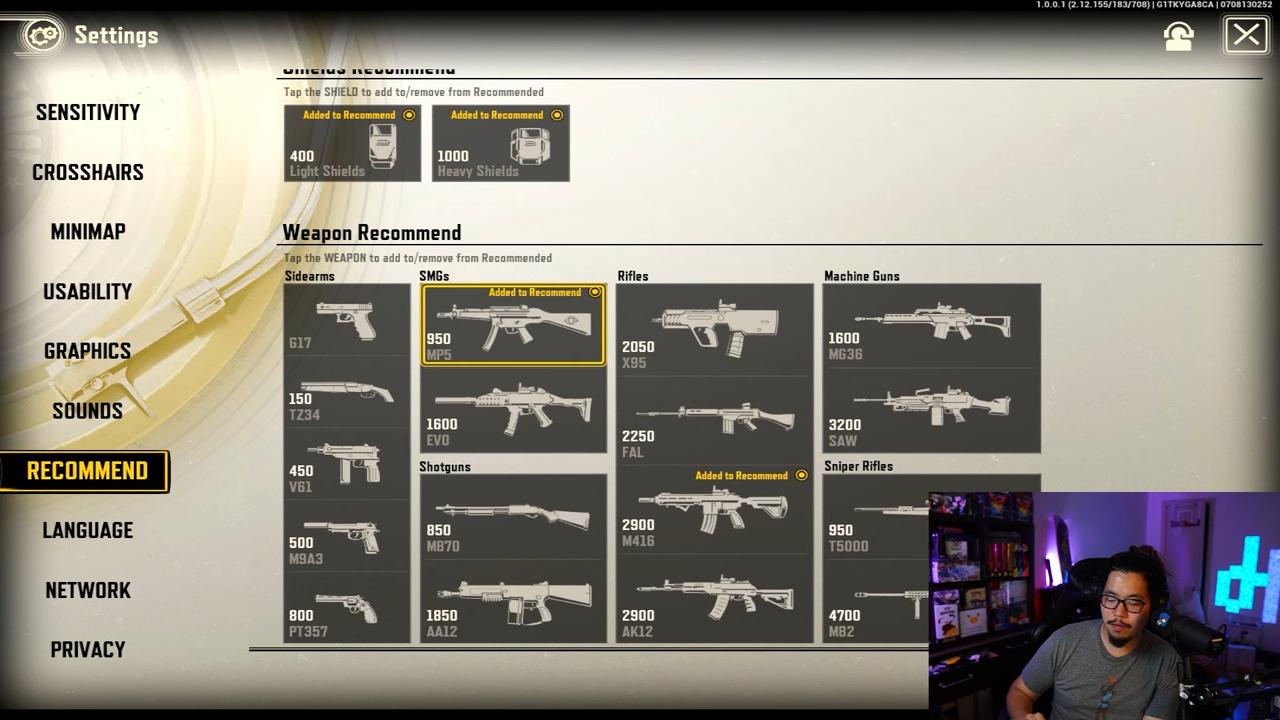 1.0.0.1 (2.12.155/183/708) | G1TKYGA8CA | 0708130252
Settings
SENSITIVITY
CROSSHAIRS
MINIMAP
USABILITY
GRAPHICS
SOUNDS
RECOMMEND
LANGUAGE
NETWORK
PRIVACY
Shields Recommend
Tap the SHIELD to add to/remove from Recommended
Added to Recommend
400
Light Shields
Added to Recommend
1000
Heavy Shields
Weapon Recommend
Tap the WEAPON to add to/remove from Recommended
Sidearms
G17
150
TZ34
450
V61
500
M9A3
800
PT357
SMGs
Added to Recommend
950
MP5
1600
EVO
Shotguns
850
M870
1850
AA12
Rifles
2050
X95
2250
FAL
Added to Recommend
2900
M416
2900
AK12
Machine Guns
1600
MG36
3200
SAW
Sniper Rifles
950
T5000
4700
M82